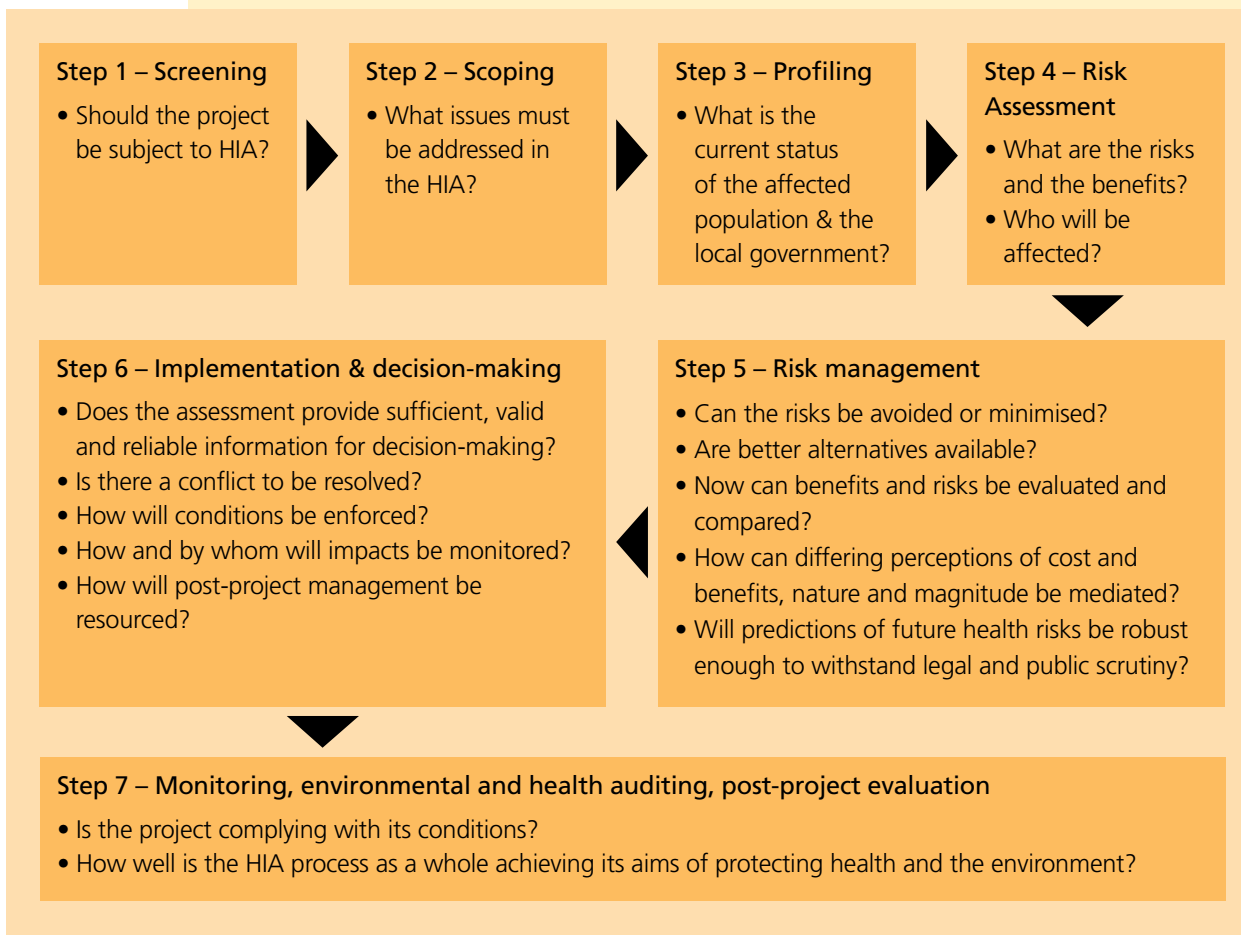 Step 1 – Screening
• Should the project
be subject to HIA?
Step 2 – Scoping
• What issues must
be addressed in
the HIA?
Step 3 – Profiling
• What is the
current status
of the affected
population & the
local government?
Step 4 – Risk
Assessment
• What are the risks
and the benefits?
• Who will be
affected?
Step 5 – Risk management
• Can the risks be avoided or minimised?
• Are better alternatives available?
• Now can benefits and risks be evaluated and
compared?
• How can differing perceptions of cost and
benefits, nature and magnitude be mediated?
• Will predictions of future health risks be robust
enough to withstand legal and public scrutiny?
Step 6 – Implementation & decision-making
• Does the assessment provide sufficient, valid
and reliable information for decision-making?
• Is there a conflict to be resolved?
• How will conditions be enforced?
• How and by whom will impacts be monitored?
• How will post-project management be
resourced?
Step 7 – Monitoring, environmental and health auditing, post-project evaluation
• Is the project complying with its conditions?
• How well is the HIA process as a whole achieving its aims of protecting health and the environment?